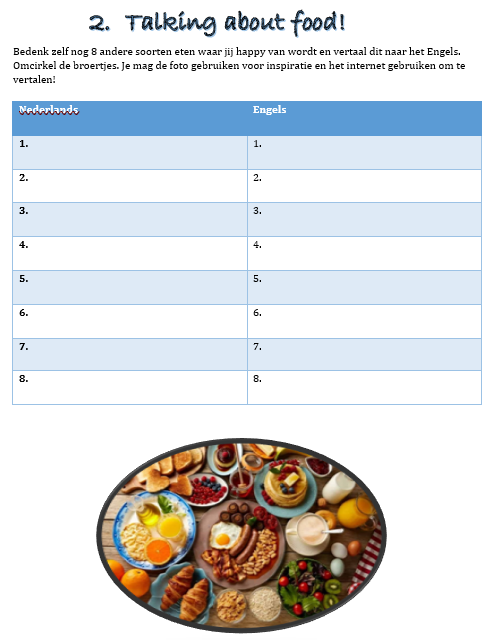 2. Talking about food!
Bedenk zelf nog 8 andere soorten eten waar jij happy van wordt en vertaal dit naar het Engels.
Omcirkel de broertjes. Je mag de foto gebruiken voor inspiratie en het internet gebruiken om te
vertalen!
Nederlands Engels
1. 1.
2. 2.
3. 3.
4. 4.
5. 5.
6. 6.
7. 7.
8. 8.